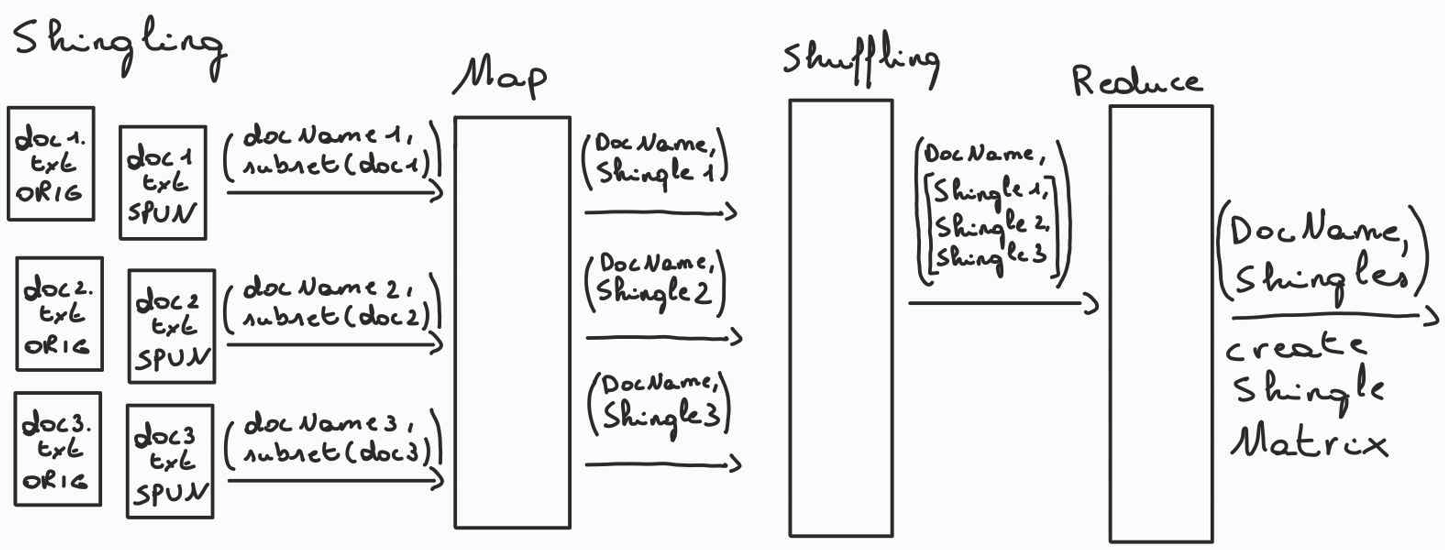 Shingling
doc1.
txt
ORIG
doc1
txt
SPUN
(docName1,
subset(doc1))
doc2.
txt
ORIG
doc2
txt
SPUN
(docName2,
subset(doc2))
doc3.
txt
ORIG
doc3
txt
SPUN
(docName3,
subset(doc3))
Map
(DocName,
Shingle1)
(DocName,
Shingle2)
(DocName,
Shingle3)
Shuffling
(DocName,
[Shingle1,
Shingle2,
Shingle3])
Reduce
(DocName,
Shingles)
create
Shingle
Matrix